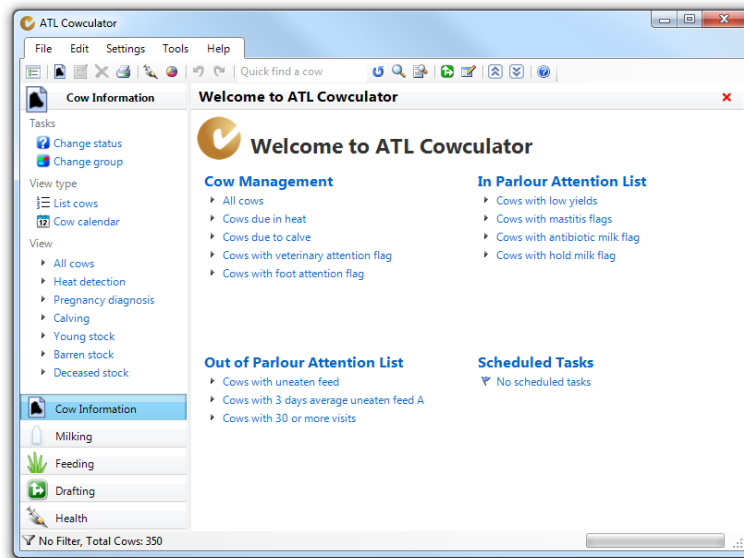 ATL Cowculator
File Edit Settings Tools Help
Quick find a cow
Cow Information
Tasks
Change status
Change group
View type
List cows
12 Cow calendar
View
All cows
Heat detection
Pregnancy diagnosis
Calving
Young stock
Barren stock
Deceased stock
Cow Information
Milking
Feeding
Drafting
Health
Welcome to ATL Cowculator
Welcome to ATL Cowculator
Cow Management
All cows
Cows due in heat
Cows due to calve
Cows with veterinary attention flag
Cows with foot attention flag
In Parlour Attention List
Cows with low yields
Cows with mastitis flags
Cows with antibiotic milk flag
Cows with hold milk flag
Out of Parlour Attention List
Cows with uneaten feed
Cows with 3 days average uneaten feed A
Cows with 30 or more visits
Scheduled Tasks
No scheduled tasks
No Filter, Total Cows: 350